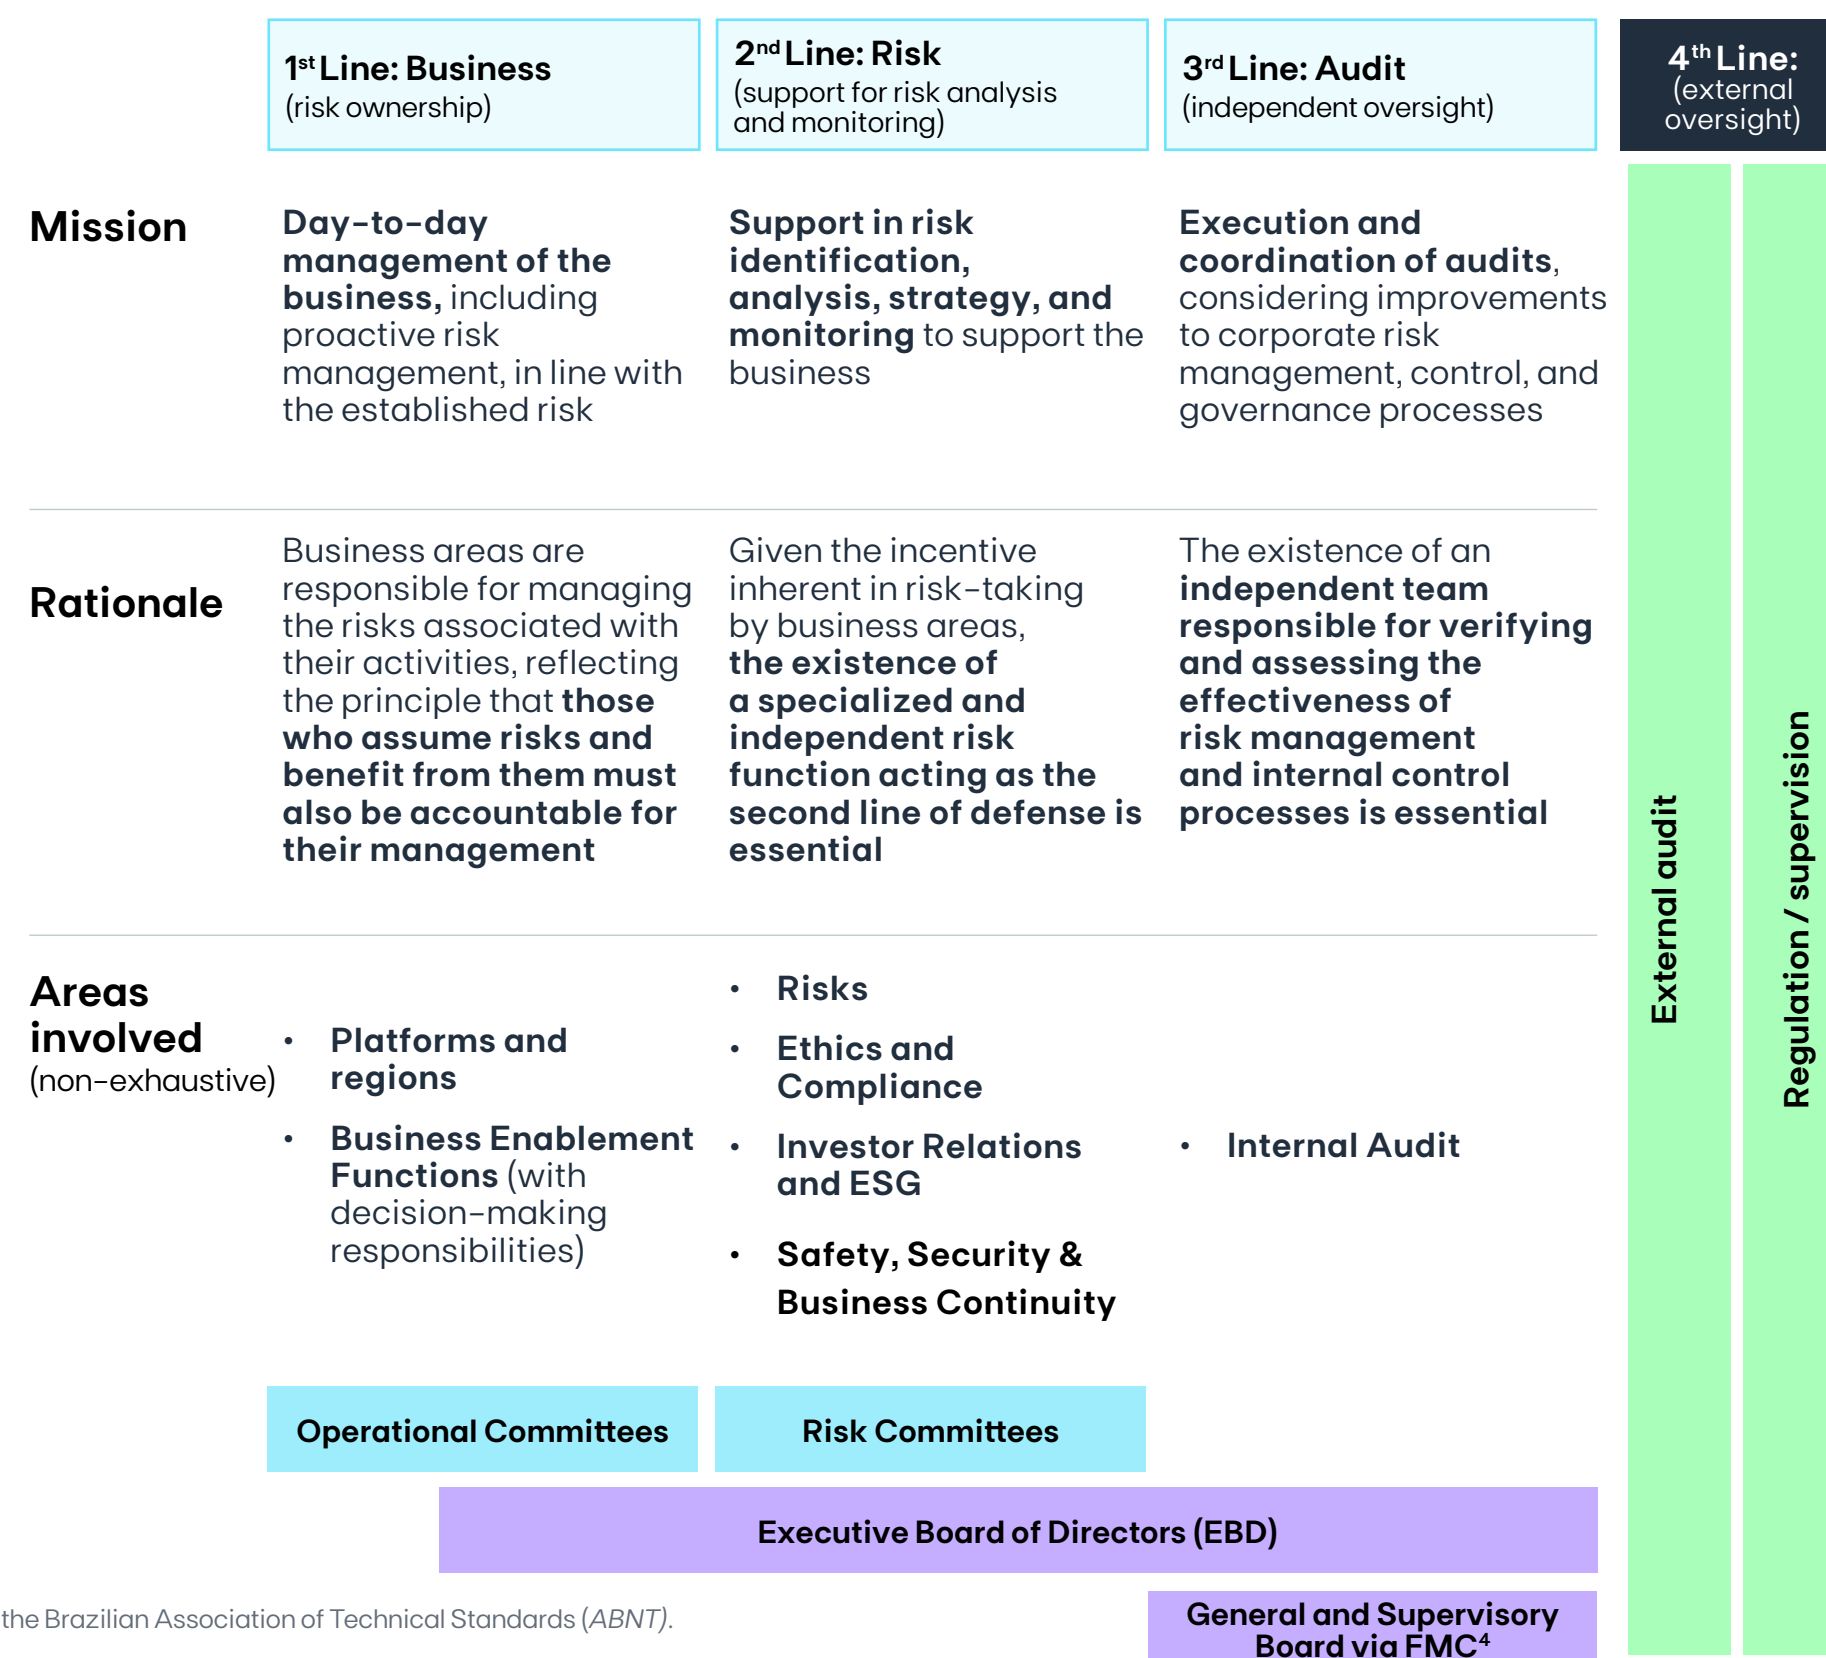 1st Line: Business
(risk ownership)
2nd Line: Risk
(support for risk analysis
and monitoring)
3rd Line: Audit
(independent oversight)
4th Line:
(external
oversight)
Mission
Day-to-day
management of the
business, including
proactive risk
management, in line with
the established risk
Support in risk
identification,
analysis, strategy, and
monitoring to support the
business
Execution and
coordination of audits,
considering improvements
to corporate risk
management, control, and
governance processes
Rationale
Business areas are
responsible for managing
the risks associated with
their activities, reflecting
the principle that those
who assume risks and
benefit from them must
also be accountable for
their management
Given the incentive
inherent in risk-taking
by business areas,
the existence of
a specialized and
independent risk
function acting as the
second line of defense is
essential
The existence of an
independent team
responsible for verifying
and assessing the
effectiveness of
risk management
and internal control
processes is essential
Areas
involved
(non-exhaustive)
• Platforms and
regions
• Business Enablement
Functions (with
decision-making
responsibilities)
• Risks
• Ethics and
Compliance
• Investor Relations
and ESG
• Safety, Security &
Business Continuity
• Internal Audit
External audit
Regulation / supervision
Operational Committees
Risk Committees
Executive Board of Directors (EBD)
General and Supervisory
Board via FMC4
the Brazilian Association of Technical Standards (ABNT).